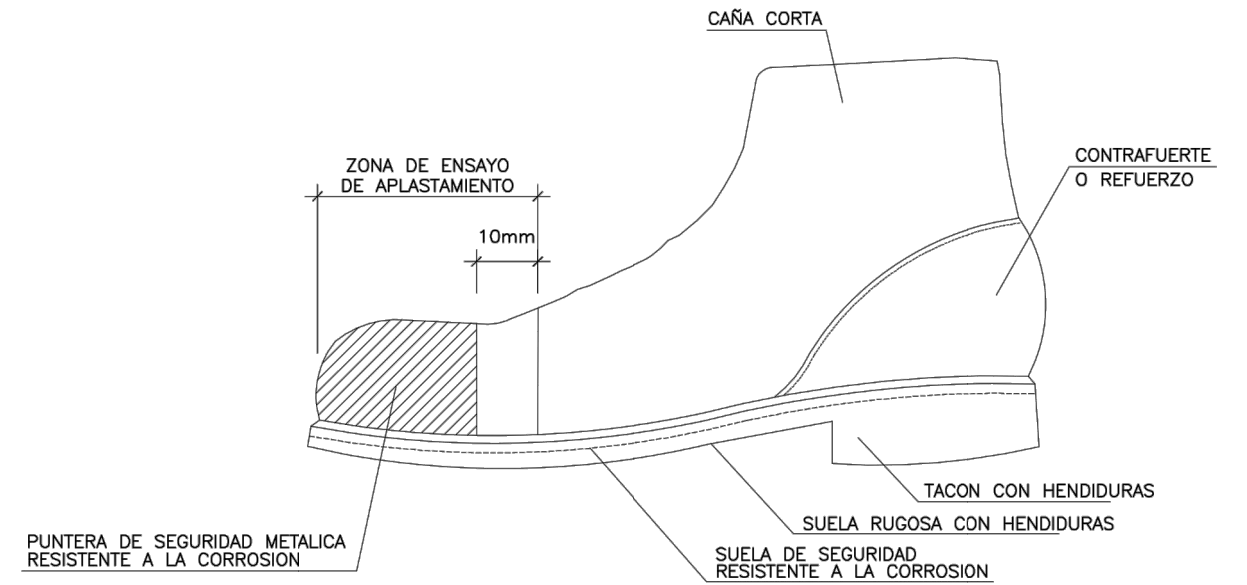 CAÑA CORTA
ZONA DE ENSAYO
DE APLASTAMIENTO
CONTRAFUERTE
O REFUERZO
10mm
TACON CON HENDIDURAS
SUELA RUGOSA CON HENDIDURAS
PUNTERA DE SEGURIDAD METALICA
RESISTENTE A LA CORROSION
SUELA DE SEGURIDAD
RESISTENTE A LA CORROSION